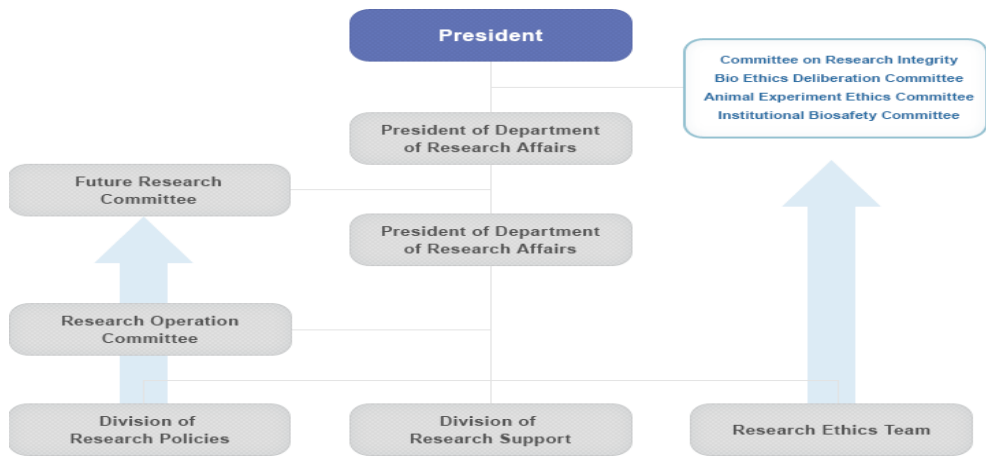 President
Committee on Research Integrity
Bio Ethics Deliberation Committee
Animal Experiment Ethics Committee
Institutional Biosafety Committee
President of Department
of Research Affairs
Future Research
Committee
President of Department
of Research Affairs
Research Operation
Committee
Division of
Research Policies
Division of
Research Support
Research Ethics Team